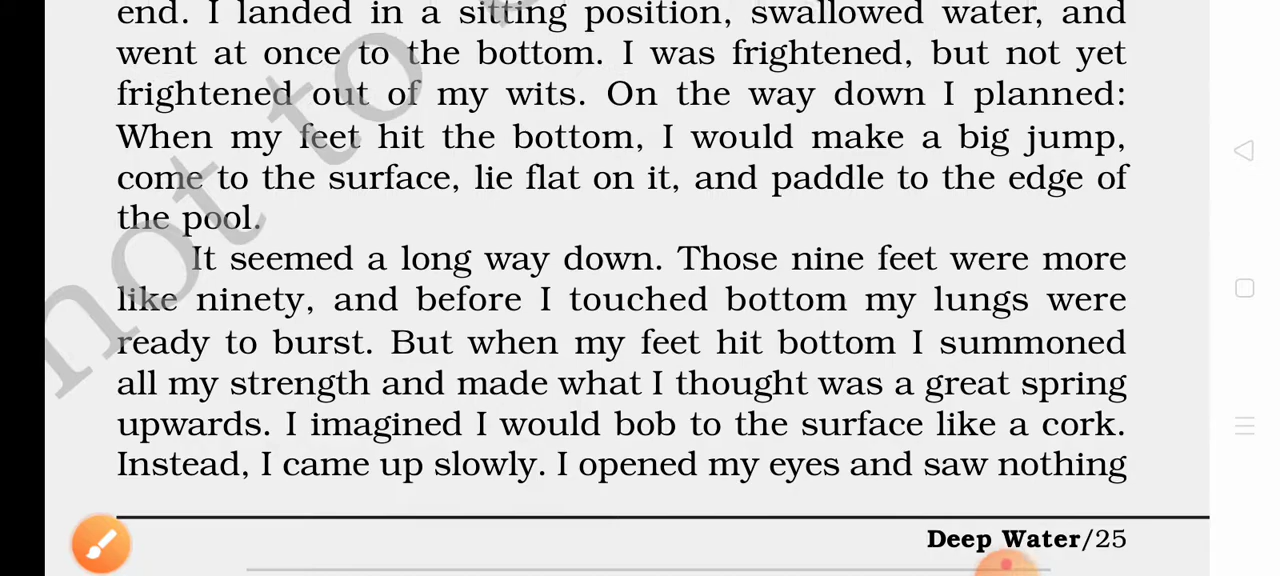 end. I landed in a sitting position, swallowed water, and
went at once to the bottom. I was frightened, but not yet
frightened out of my wits. On the way down I planned:
When my feet hit the bottom, I would make a big jump,
come to the surface, lie flat on it, and paddle to the edge of
the pool.
It seemed a long way down. Those nine feet were more
like ninety, and before I touched bottom my lungs were
ready to burst. But when my feet hit bottom I summoned
all my strength and made what I thought was a great spring
upwards. I imagined I would bob to the surface like a cork.
Instead, I came up slowly. I opened my eyes and saw nothing
Deep Water/25
not to